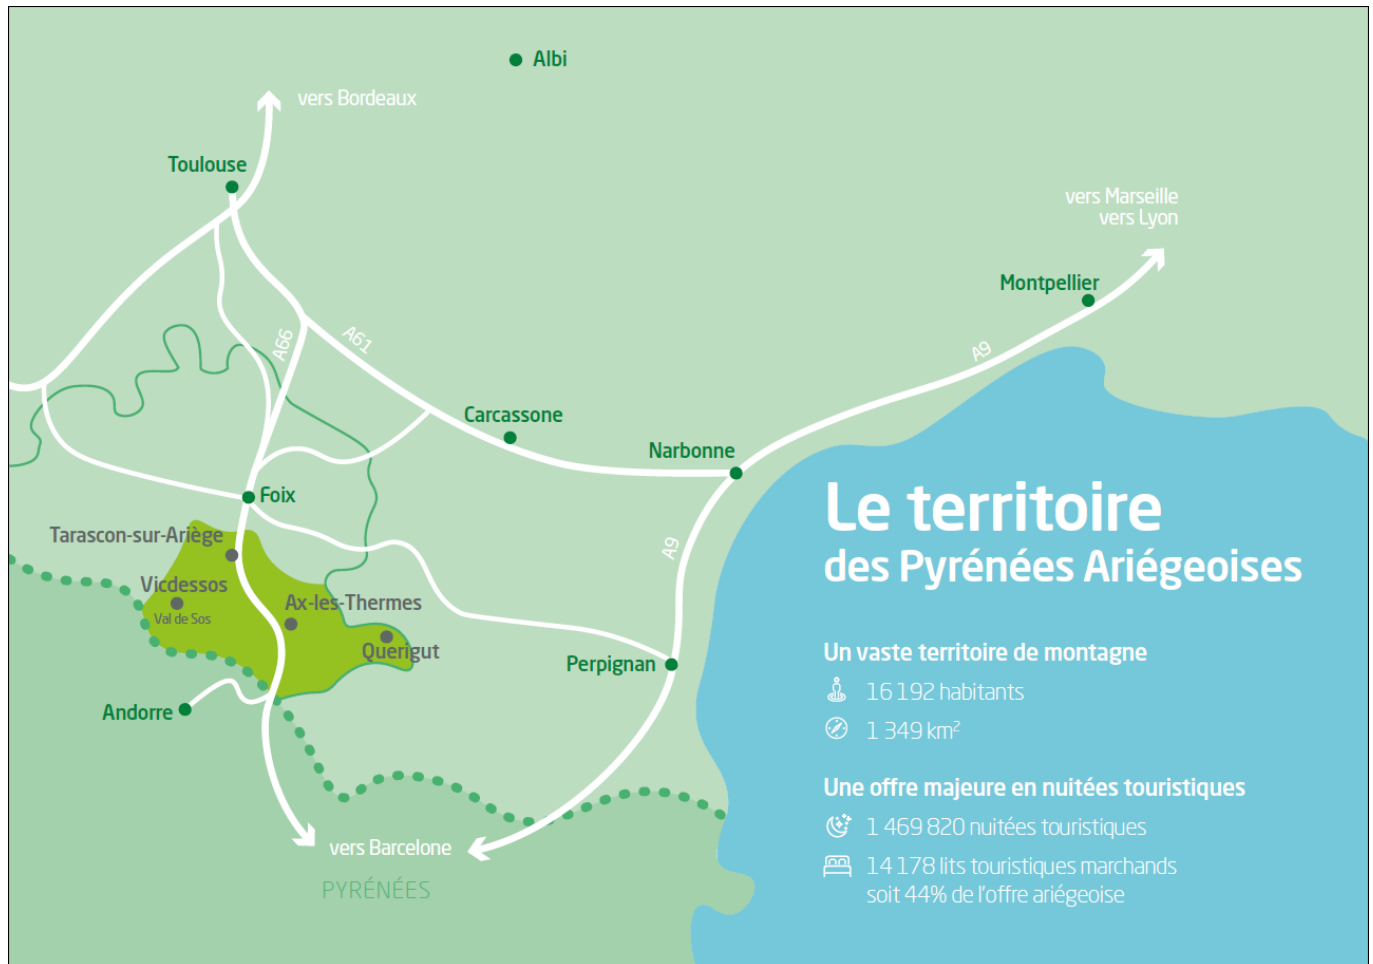 Albi
vers Bordeaux
Toulouse
vers Marseille
vers Lyon
Montpellier
A66
A61
A9
Carcassone
Narbonne
Foix
Tarascon-sur-Ariège
A9
Vicdessos
Val de Sos
Ax-les-Thermes
Querigut
Perpignan
Andorre
vers Barcelone
PYRÉNÉES
Le territoire
des Pyrénées Ariégeoises
Un vaste territoire de montagne
16 192 habitants
1 349 km²
Une offre majeure en nuitées touristiques
1 469 820 nuitées touristiques
14 178 lits touristiques marchands
soit 44% de l'offre ariégeoise